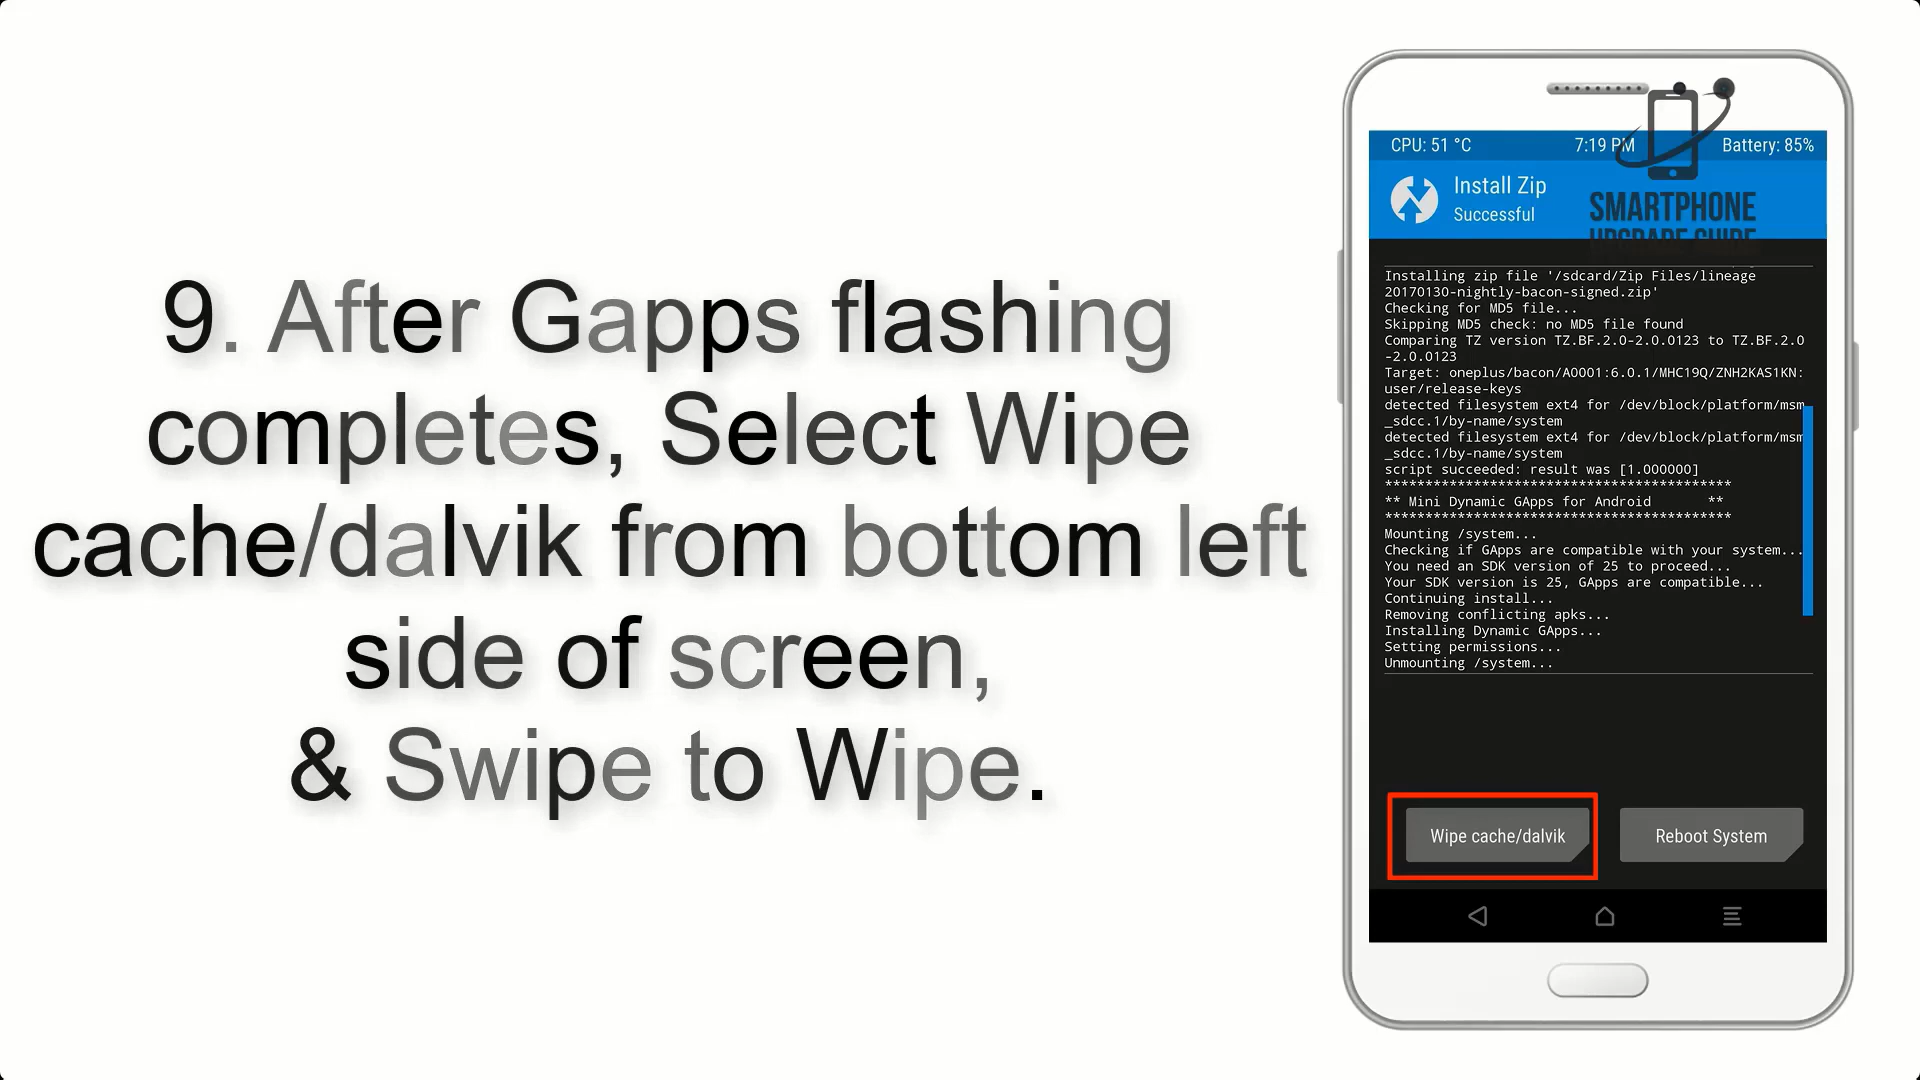 9. After Gapps flashing
completes, Select Wipe
cache/dalvik from bottom left
side of screen,
& Swipe to Wipe.
CPU: 51 °C 7:19 PM Battery: 85%
Install Zip
Successful
SMARTPHONE
UPGRADE GUIDE
Installing zip file '/sdcard/Zip Files/lineage
20170130-nightly-bacon-signed.zip'
Checking for MD5 file...
Skipping MD5 check: no MD5 file found
Comparing TZ version TZ.BF.2.0-2.0.0123 to TZ.BF.2.0
-2.0.0123
Target: oneplus/bacon/A0001:6.0.1/MHC19Q/ZNH2KAS1KN:
user/release-keys
detected filesystem ext4 for /dev/block/platform/msm
_sdcc.1/by-name/system
detected filesystem ext4 for /dev/block/platform/msm
_sdcc.1/by-name/system
script succeeded: result was [1.000000]
*******************************************
** Mini Dynamic GApps for Android **
*******************************************
Mounting /system...
Checking if GApps are compatible with your system...
You need an SDK version of 25 to proceed...
Your SDK version is 25, GApps are compatible...
Continuing install...
Removing conflicting apks...
Installing Dynamic GApps...
Setting permissions...
Unmounting /system...
Wipe cache/dalvik
Reboot System